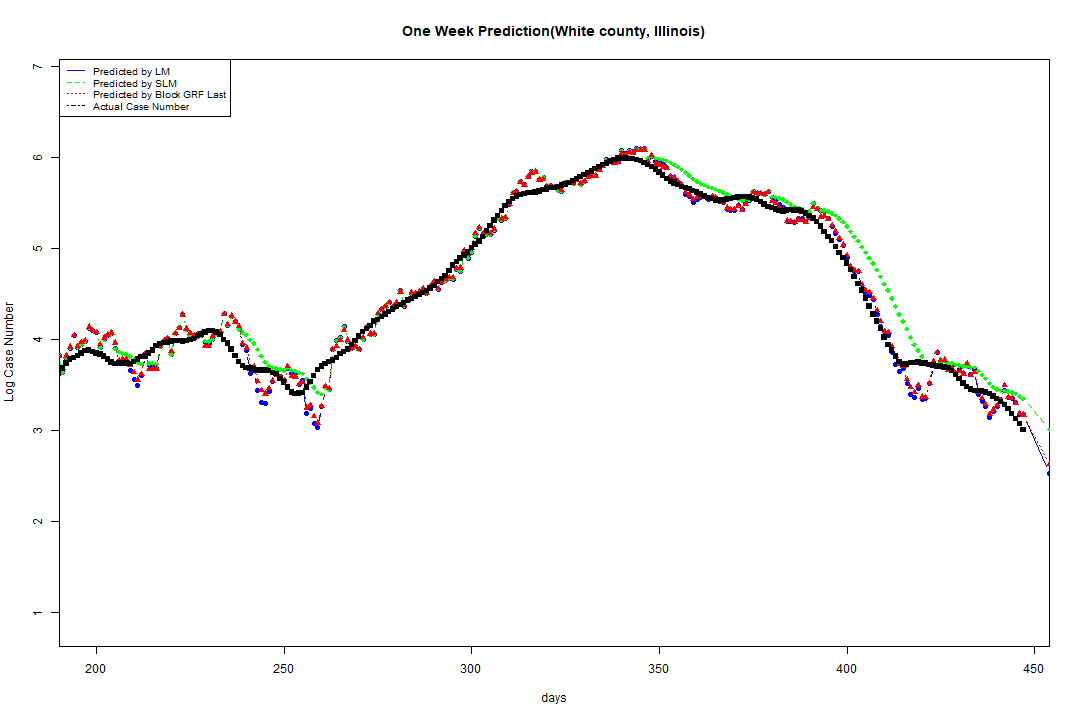 One Week Prediction(White county, Illinois)
Predicted by LM
Predicted by SLM
Predicted by Block GRF Last
Actual Case Number
7
6
5
4
3
2
1
Log Case Number
200 250 300 350 400 450
days